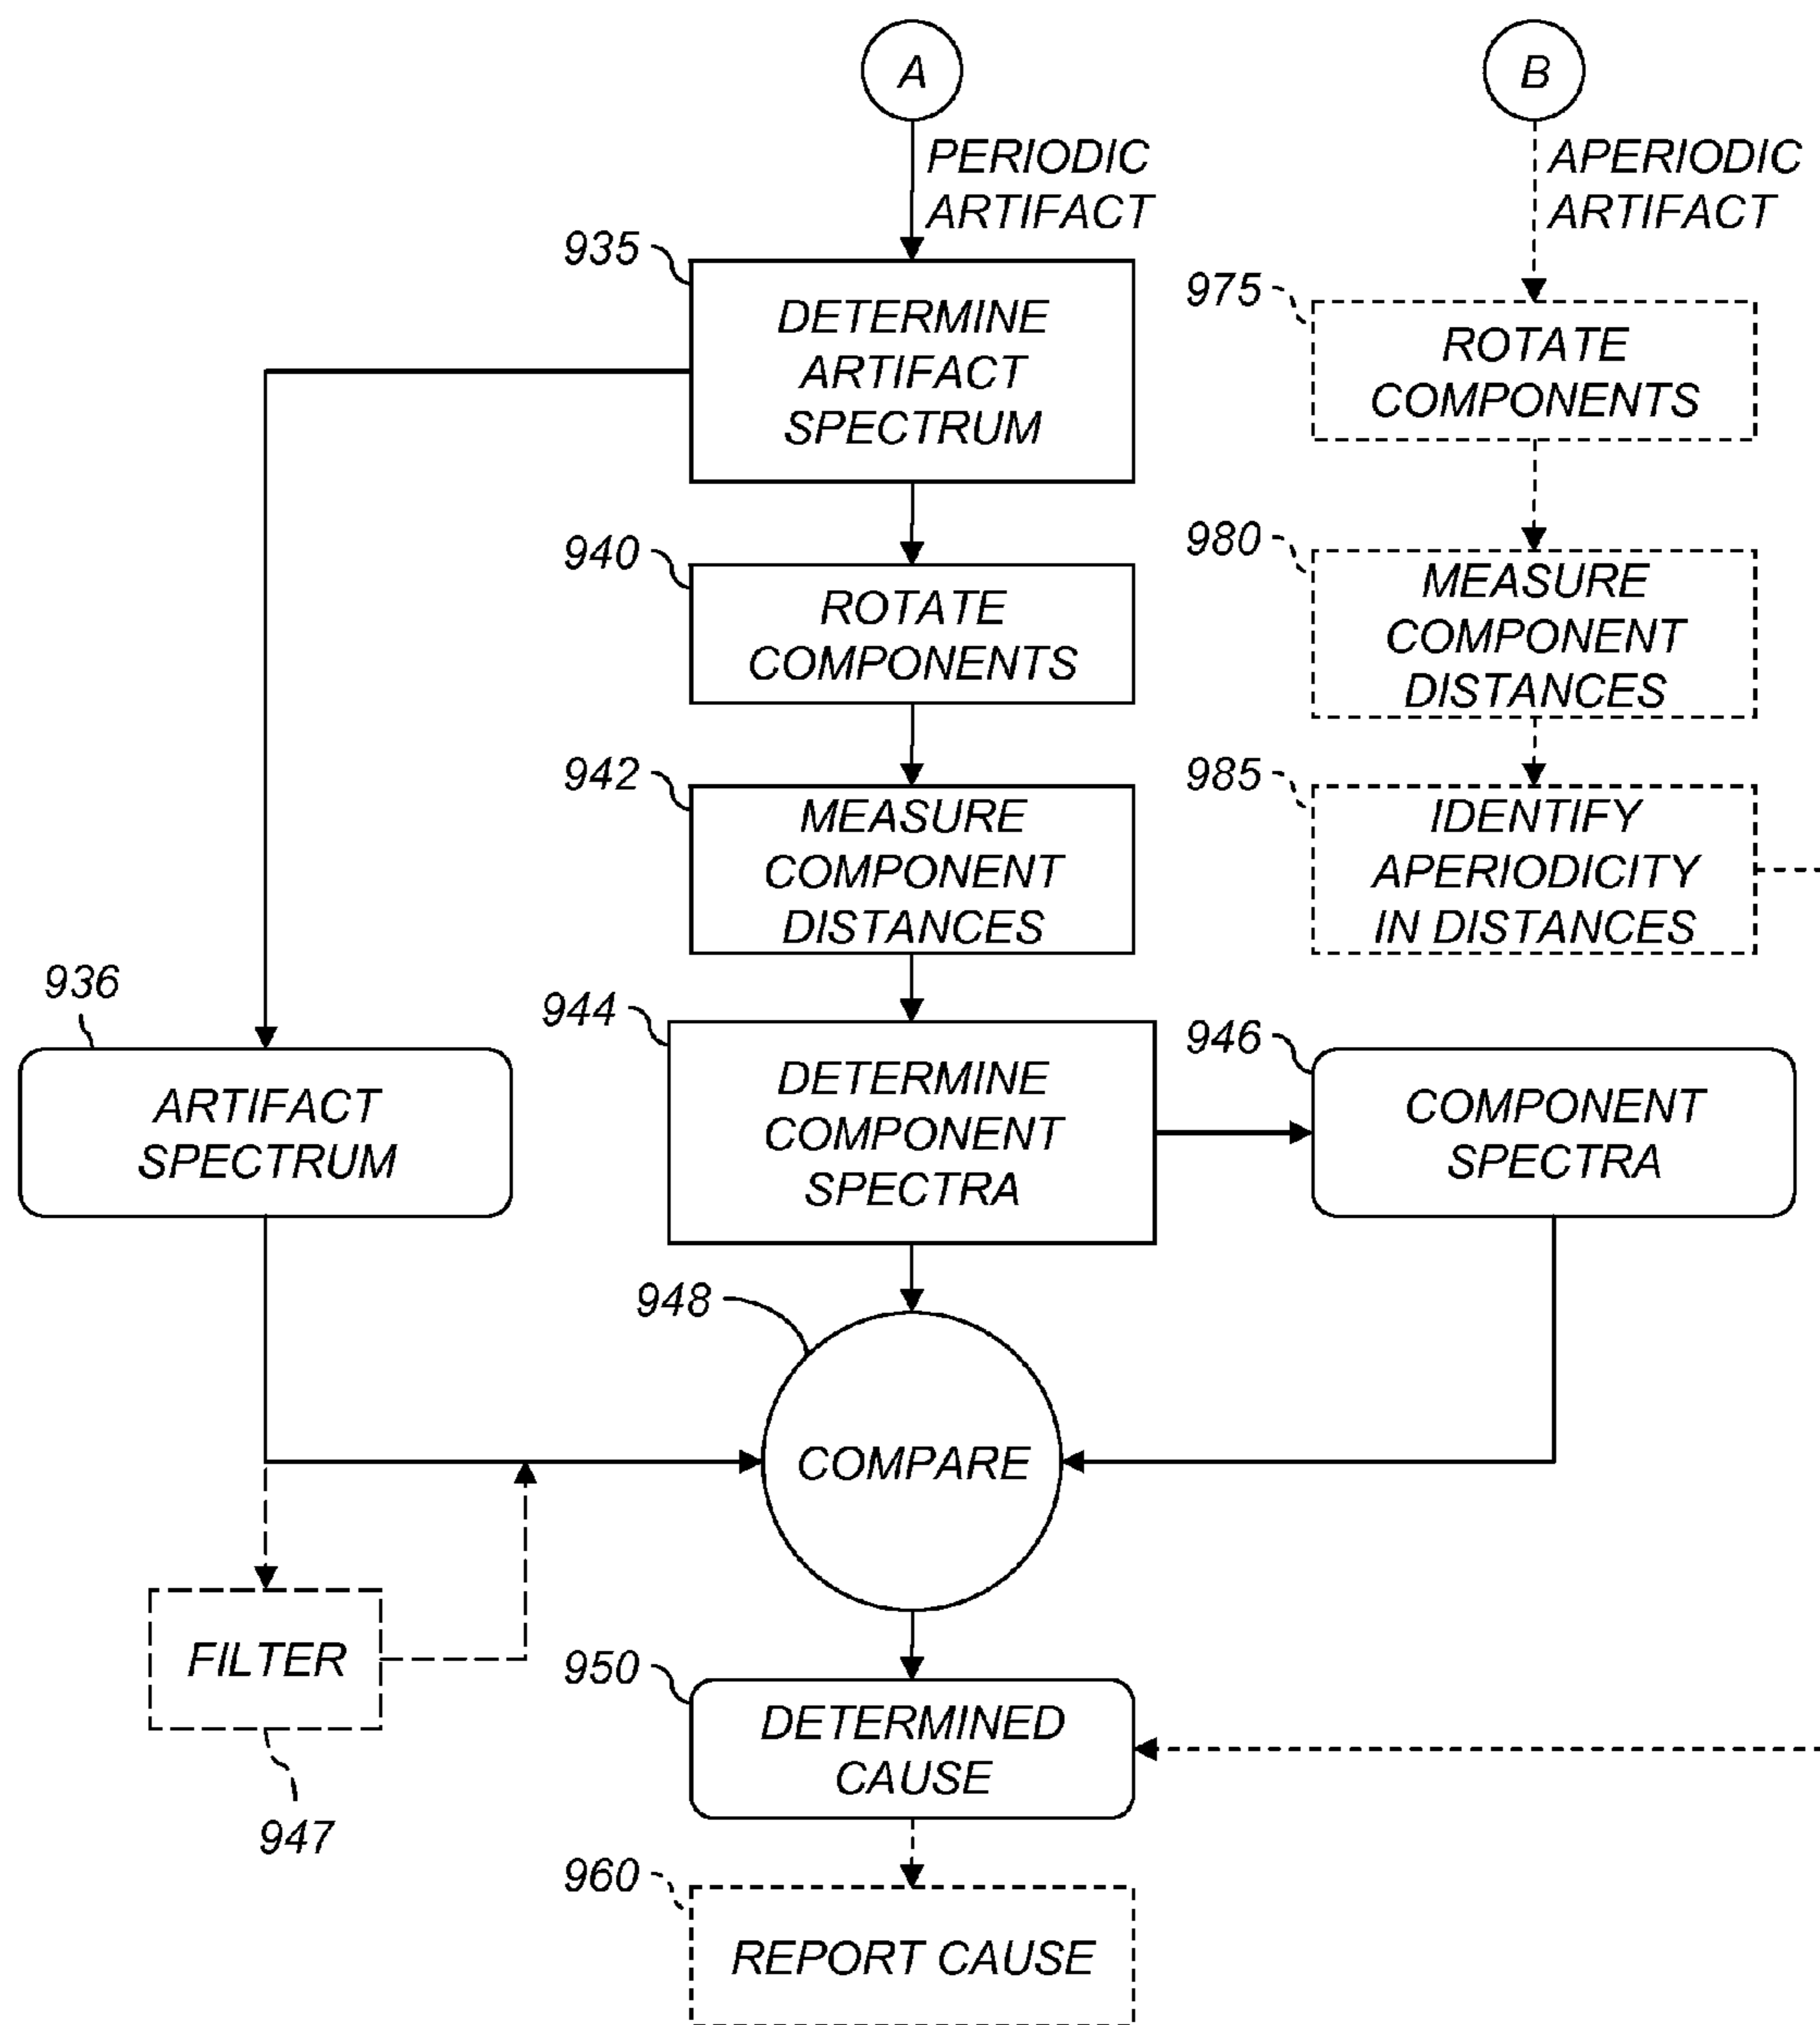 A
B
PERIODIC
ARTIFACT
APERIODIC
ARTIFACT
935
DETERMINE
ARTIFACT
SPECTRUM
975
ROTATE
COMPONENTS
940
ROTATE
COMPONENTS
980
MEASURE
COMPONENT
DISTANCES
942
MEASURE
COMPONENT
DISTANCES
985
IDENTIFY
APERIODICITY
IN DISTANCES
936
ARTIFACT
SPECTRUM
944
DETERMINE
COMPONENT
SPECTRA
946
COMPONENT
SPECTRA
948
COMPARE
FILTER
947
950
DETERMINED
CAUSE
960
REPORT CAUSE